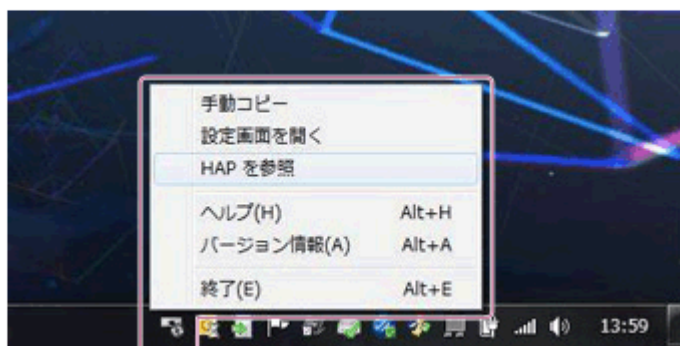 手動コピー
設定画面を開く
HAP を参照
ヘルプ(H) Alt+H
バージョン情報(A) Alt+A
終了(E) Alt+E
13:59